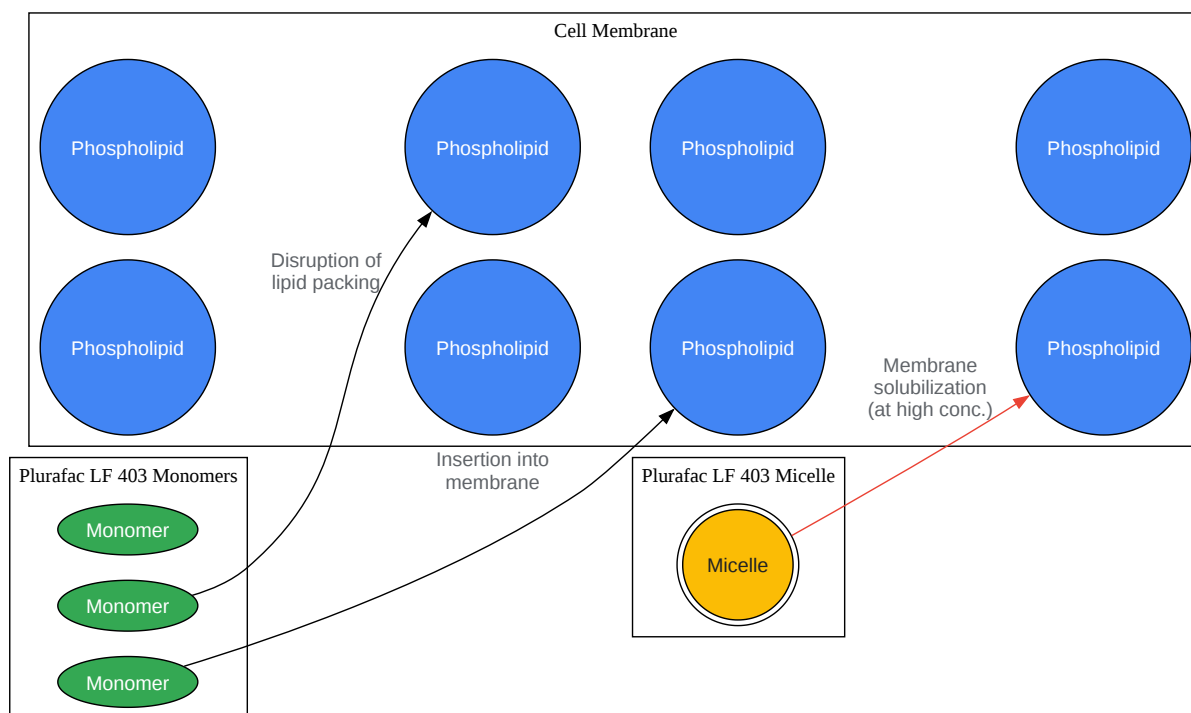 Cell Membrane
Phospholipid
Phospholipid
Phospholipid
Phospholipid
Disruption of
lipid packing
Phospholipid
Phospholipid
Phospholipid
Phospholipid
Membrane
solubilization
(at high conc.)
Insertion into
membrane
Plurafac LF 403 Monomers
Monomer
Monomer
Monomer
Plurafac LF 403 Micelle
Micelle